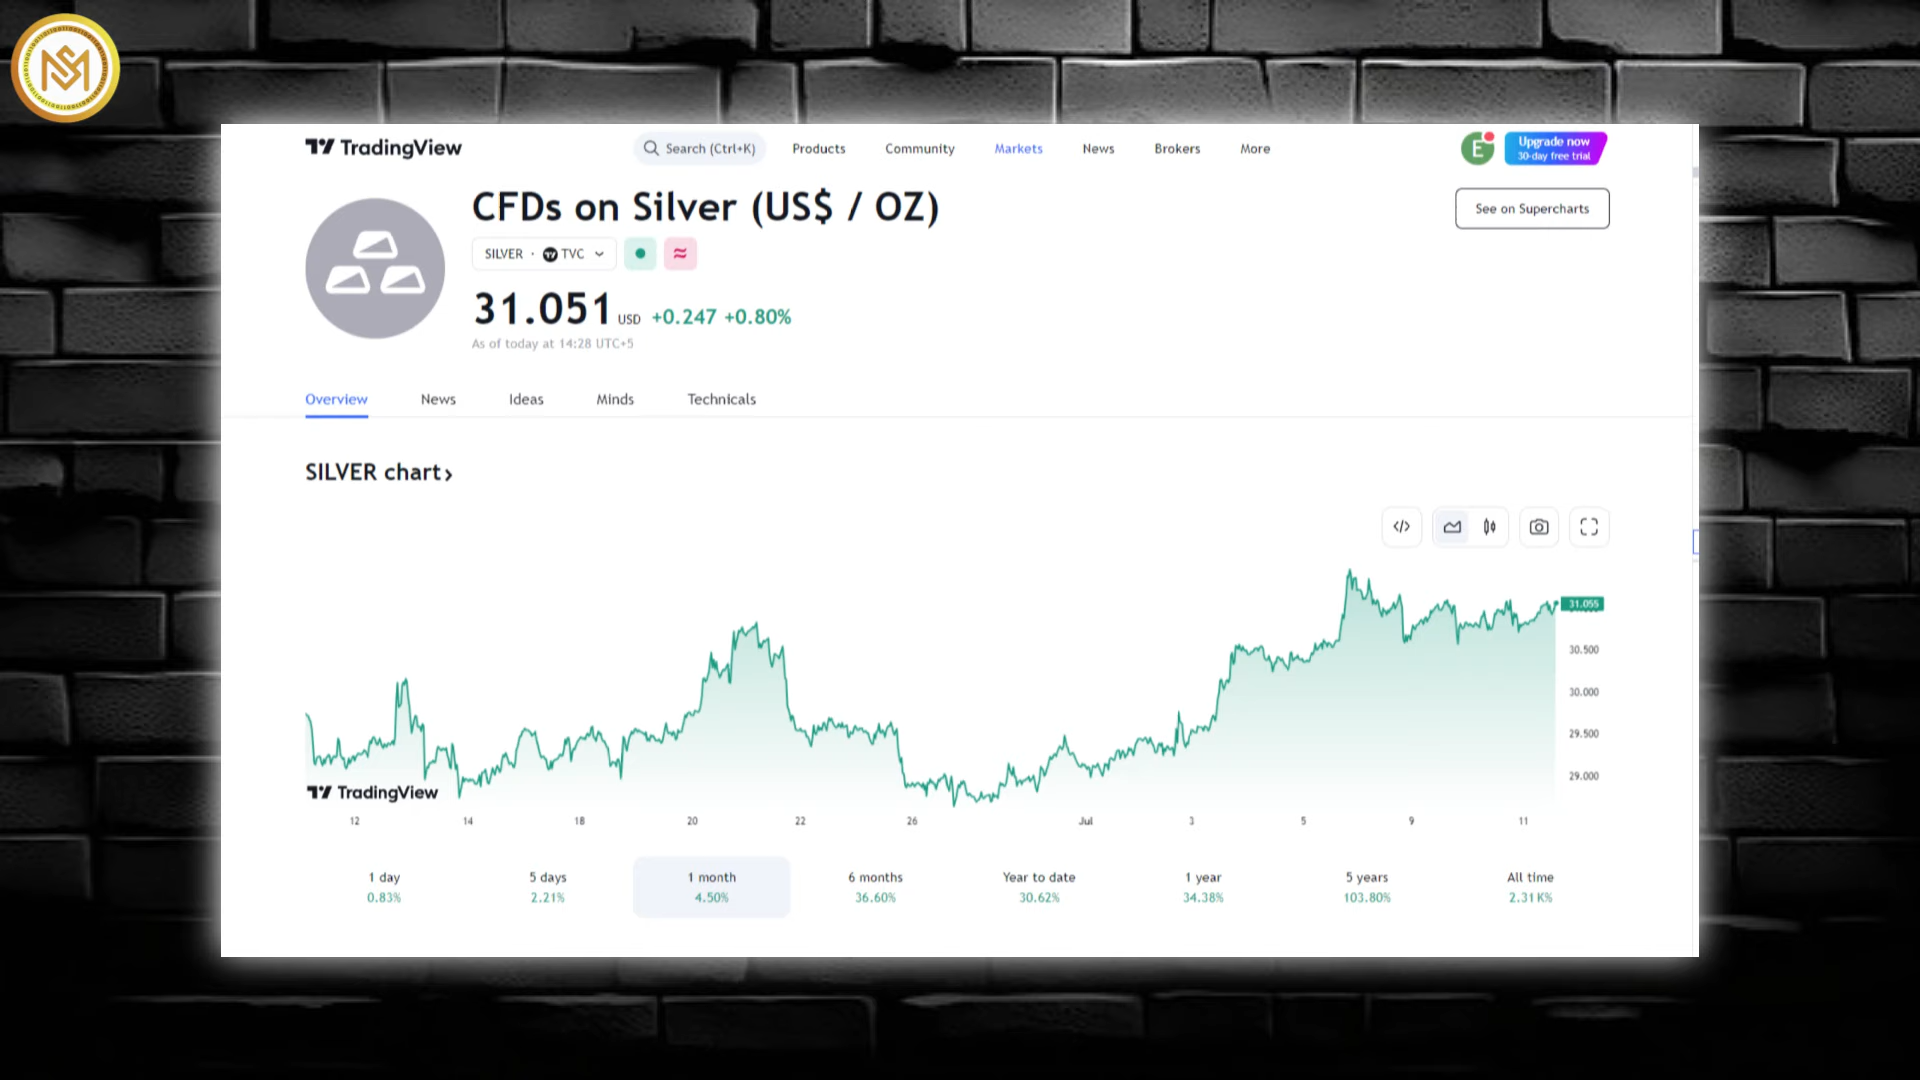 TradingView
Search (Ctrl+K)
Products
Community
Markets
News
Brokers
More
E
Upgrade now
30-day free trial
CFDs on Silver (US$ / OZ)
See on Supercharts
SILVER · TVC
31.051 USD +0.247 +0.80%
As of today at 14:28 UTC+5
Overview
News
Ideas
Minds
Technicals
SILVER chart
31.055
30.500
30.000
29.500
29.000
TradingView
12 14 18 20 22 26 Jul 3 5 9 11
1 day 5 days 1 month 6 months Year to date 1 year 5 years All time
0.83% 2.21% 4.50% 36.60% 30.62% 34.38% 103.80% 2.31K%